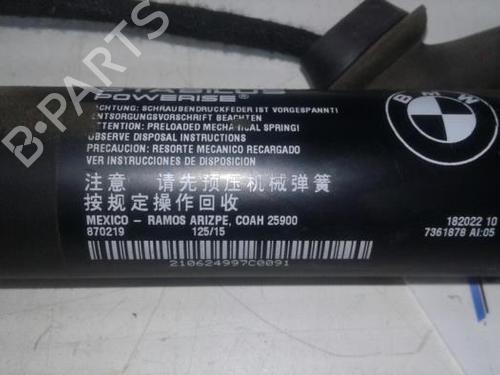 STABILUS
POWERISE®
ACHTUNG: SCHRAUBENDRUCKFEDER IST VORGESPANNT!
ENTSORGUNGSVORSCHRIFT BEACHTEN
ATTENTION: PRELOADED MECHANICAL SPRING!
OBSERVE DISPOSAL INSTRUCTIONS
PRECAUCION: RESORTE MECANICO RECARGADO
VER INSTRUCCIONES DE DISPOSICION
注意 请先预压机械弹簧
按规定操作回收
MEXICO – RAMOS ARIZPE, COAH 25900
870219 125/15
210624997C0091
BMW
182022 10
7361878 AI:05
B-PARTS